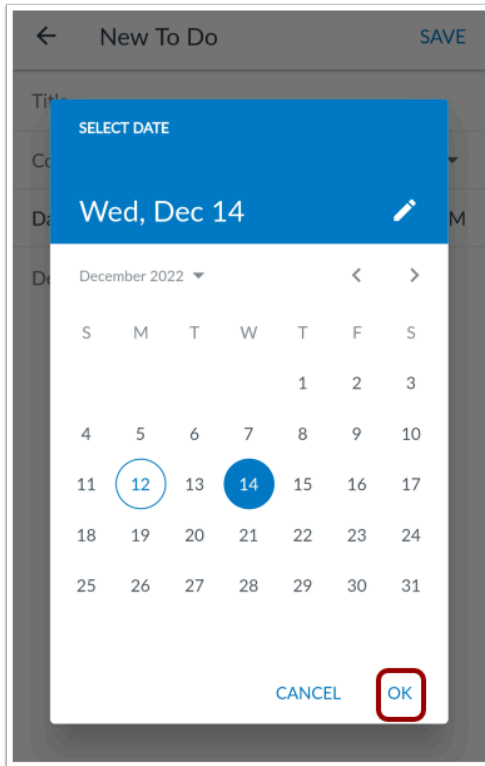 New To Do SAVE
SELECT DATE
Wed, Dec 14
M
December 2022
S M T W T F S
1 2 3
4 5 6 7 8 9 10
11 12 13 14 15 16 17
18 19 20 21 22 23 24
25 26 27 28 29 30 31
CANCEL OK